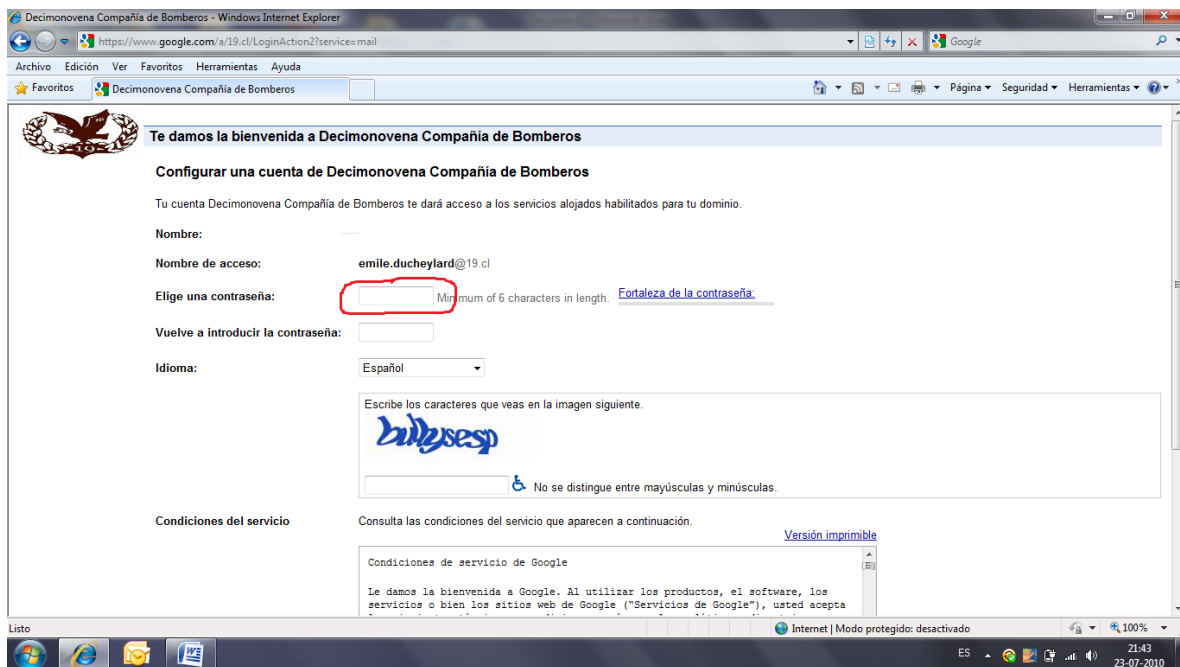 Decimonovena Compañía de Bomberos - Windows Internet Explorer
https://www.google.com/a/19.cl/LoginAction2?service=mail
Google
Archivo Edición Ver Favoritos Herramientas Ayuda
Favoritos Decimonovena Compañía de Bomberos Página Seguridad Herramientas
Te damos la bienvenida a Decimonovena Compañía de Bomberos
Configurar una cuenta de Decimonovena Compañía de Bomberos
Tu cuenta Decimonovena Compañía de Bomberos te dará acceso a los servicios alojados habilitados para tu dominio.
Nombre:
Nombre de acceso: emile.ducheylard@19.cl
Elige una contraseña: Minimum of 6 characters in length. Fortaleza de la contraseña:
Vuelve a introducir la contraseña:
Idioma: Español
Escribe los caracteres que veas en la imagen siguiente.
bullysesp
No se distingue entre mayúsculas y minúsculas.
Condiciones del servicio Consulta las condiciones del servicio que aparecen a continuación.
Versión imprimible
Condiciones de servicio de Google
Le damos la bienvenida a Google. Al utilizar los productos, el software, los
servicios o bien los sitios web de Google ("Servicios de Google"), usted acepta
Listo Internet | Modo protegido: desactivado 100%
ES 21:43
23-07-2010